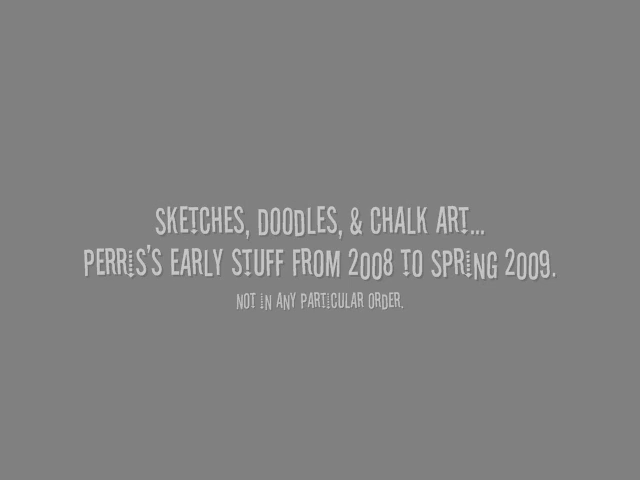 SKETCHES, DOODLES, & CHALK ART...
PERRIS'S EARLY STUFF FROM 2008 TO SPRING 2009.
NOT IN ANY PARTICULAR ORDER.